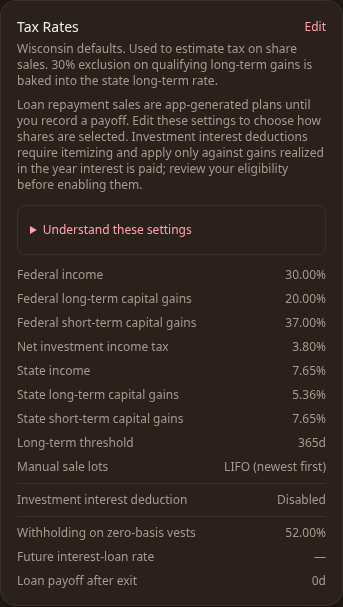 Tax Rates Edit
Wisconsin defaults. Used to estimate tax on share
sales. 30% exclusion on qualifying long-term gains is
baked into the state long-term rate.
Loan repayment sales are app-generated plans until
you record a payoff. Edit these settings to choose how
shares are selected. Investment interest deductions
require itemizing and apply only against gains realized
in the year interest is paid; review your eligibility
before enabling them.
▶ Understand these settings
Federal income 30.00%
Federal long-term capital gains 20.00%
Federal short-term capital gains 37.00%
Net investment income tax 3.80%
State income 7.65%
State long-term capital gains 5.36%
State short-term capital gains 7.65%
Long-term threshold 365d
Manual sale lots LIFO (newest first)
Investment interest deduction Disabled
Withholding on zero-basis vests 52.00%
Future interest-loan rate —
Loan payoff after exit 0d